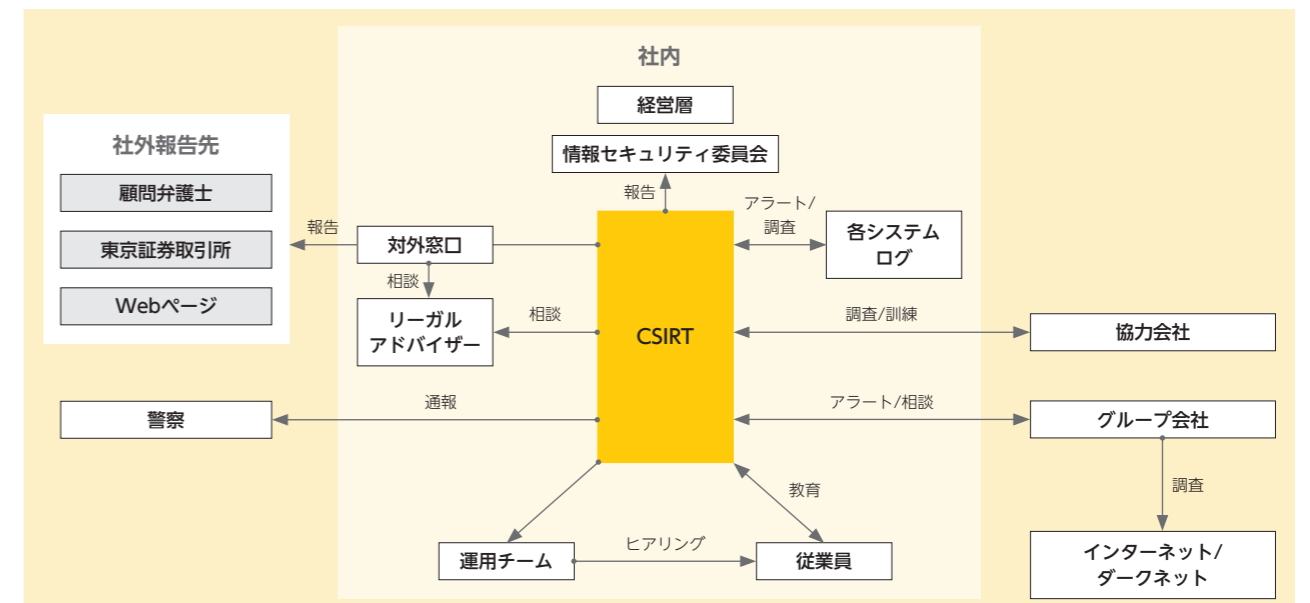 社内
経営層
情報セキュリティ委員会
報告
社外報告先
顧問弁護士
東京証券取引所
Webページ
報告
対外窓口
相談
リーガル
アドバイザー
相談
CSIRT
アラート/
調査
各システム
ログ
調査/訓練
協力会社
警察
通報
アラート/相談
グループ会社
調査
インターネット/
ダークネット
教育
運用チーム
ヒアリング
従業員